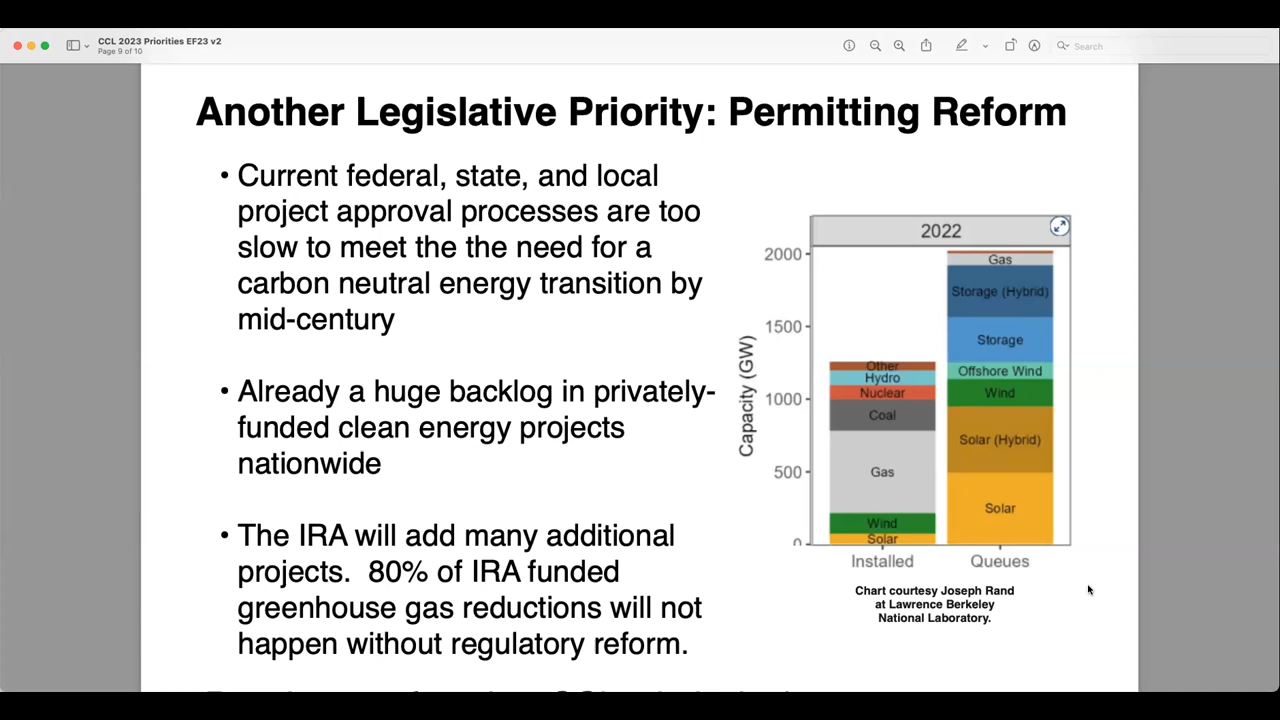 CCL 2023 Priorities EF23 v2
Page 9 of 10
Search
Another Legislative Priority: Permitting Reform
• Current federal, state, and local
project approval processes are too
slow to meet the the need for a
carbon neutral energy transition by
mid-century
• Already a huge backlog in privately-
funded clean energy projects
nationwide
• The IRA will add many additional
projects.  80% of IRA funded
greenhouse gas reductions will not
happen without regulatory reform.
2022
Capacity (GW)
2000
1500
1000
500
0
Other
Hydro
Nuclear
Coal
Gas
Wind
Solar
Gas
Storage (Hybrid)
Storage
Offshore Wind
Wind
Solar (Hybrid)
Solar
Installed
Queues
Chart courtesy Joseph Rand
at Lawrence Berkeley
National Laboratory.